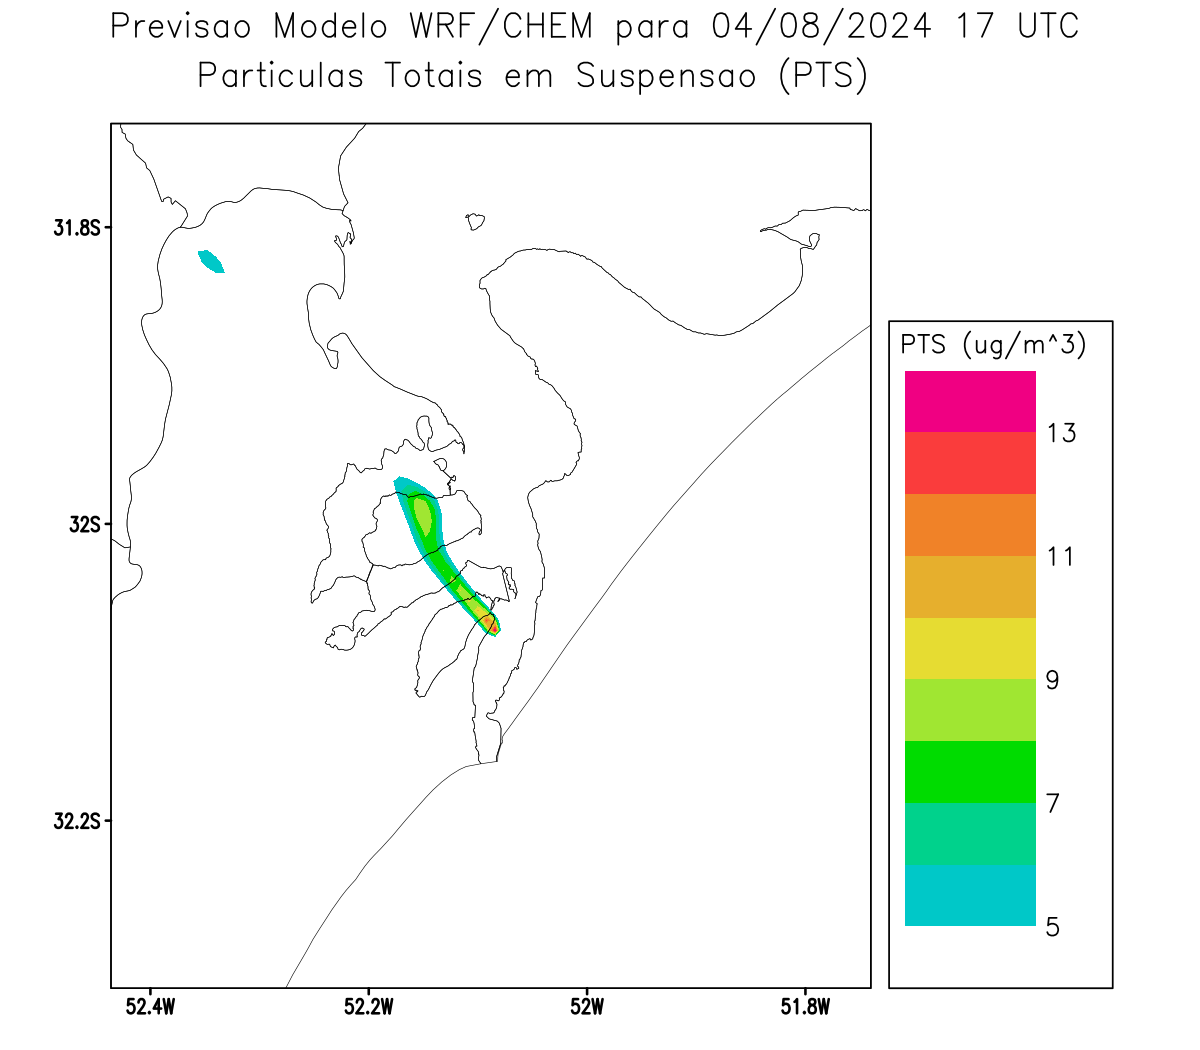 Previsao Modelo WRF/CHEM para 04/08/2024 17 UTC
Particulas Totais em Suspensao (PTS)
31.8S
32S
32.2S
52.4W
52.2W
52W
51.8W
PTS (ug/m^3)
13
11
9
7
5